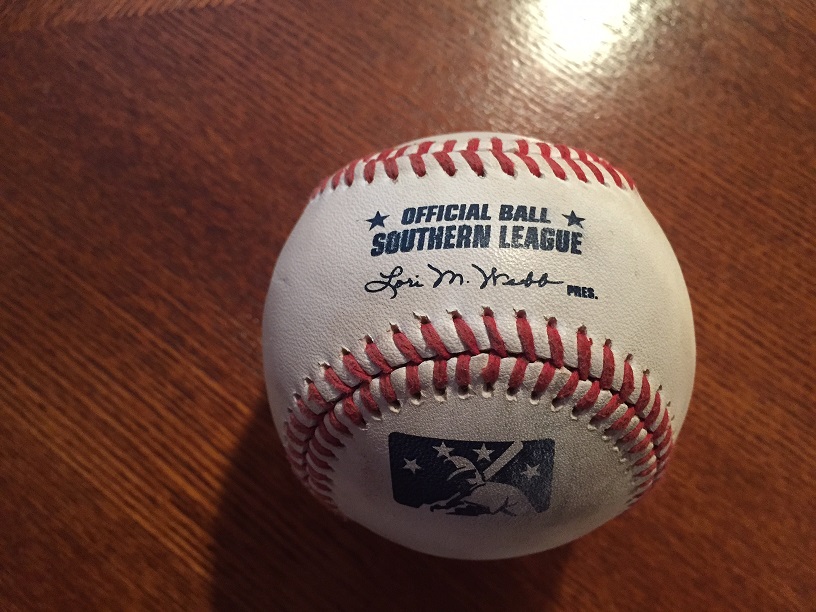 OFFICIAL BALL
SOUTHERN LEAGUE
Lori M. Webb PRES.